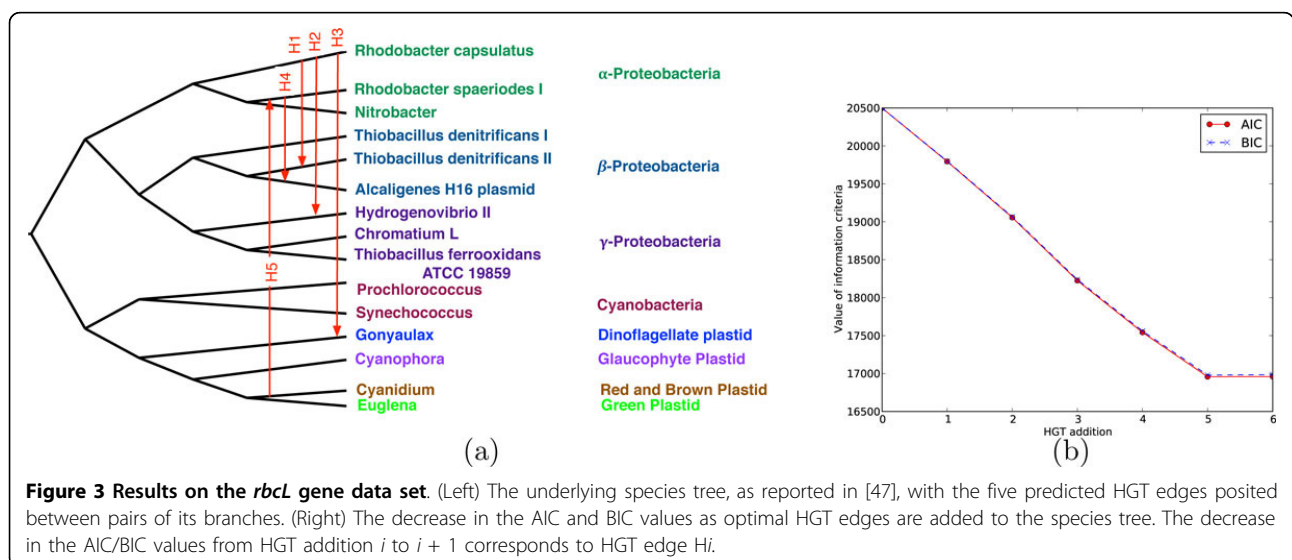 H1
H2
H3
H4
H5
Rhodobacter capsulatus
Rhodobacter spaeriodes I
Nitrobacter
Thiobacillus denitrificans I
Thiobacillus denitrificans II
Alcaligenes H16 plasmid
Hydrogenovibrio II
Chromatium L
Thiobacillus ferrooxidans
ATCC 19859
Prochlorococcus
Synechococcus
Gonyaulax
Cyanophora
Cyanidium
Euglena
α-Proteobacteria
β-Proteobacteria
γ-Proteobacteria
Cyanobacteria
Dinoflagellate plastid
Glaucophyte Plastid
Red and Brown Plastid
Green Plastid
(a)
Value of information criteria
20500
20000
19500
19000
18500
18000
17500
17000
16500
AIC
BIC
0 1 2 3 4 5 6
HGT addition
(b)
Figure 3 Results on the rbcL gene data set. (Left) The underlying species tree, as reported in [47], with the five predicted HGT edges posited
between pairs of its branches. (Right) The decrease in the AIC and BIC values as optimal HGT edges are added to the species tree. The decrease
in the AIC/BIC values from HGT addition i to i + 1 corresponds to HGT edge Hi.